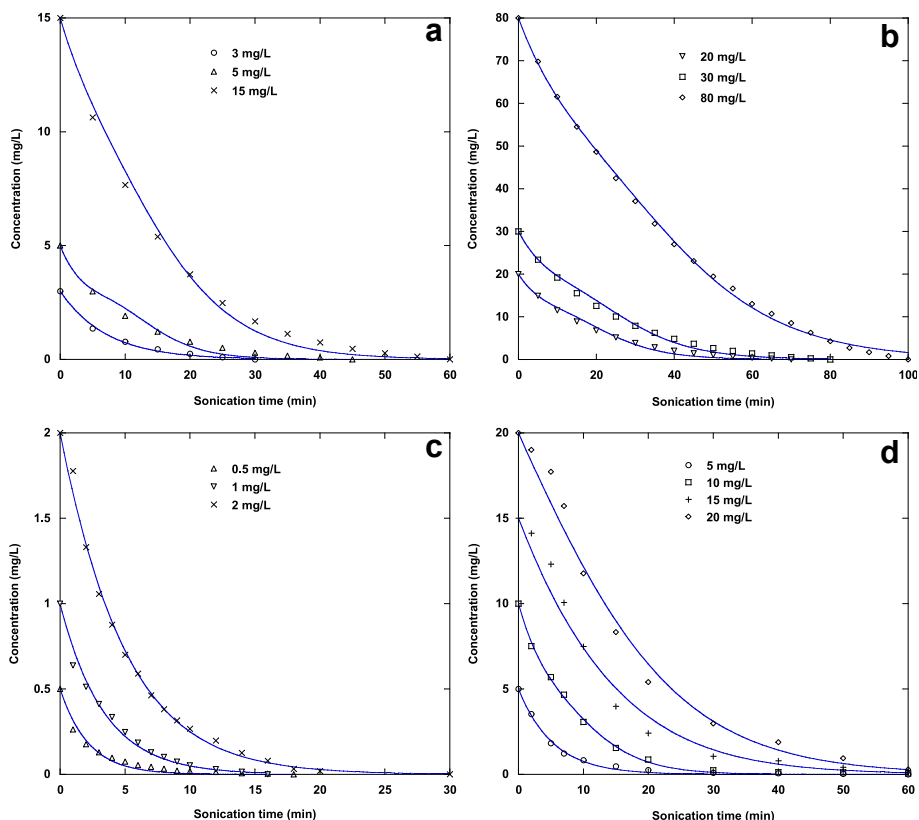 a
3 mg/L
5 mg/L
15 mg/L
Concentration (mg/L)
15
10
5
0
0 10 20 30 40 50 60
Sonication time (min)
b
20 mg/L
30 mg/L
80 mg/L
Concentration (mg/L)
80
70
60
50
40
30
20
10
0
0 20 40 60 80 100
Sonication time (min)
c
0.5 mg/L
1 mg/L
2 mg/L
Concentration (mg/L)
2
1.5
1
0.5
0
0 5 10 15 20 25 30
Sonication time (min)
d
5 mg/L
10 mg/L
15 mg/L
20 mg/L
Concentration (mg/L)
20
15
10
5
0
0 10 20 30 40 50 60
Sonication time (min)